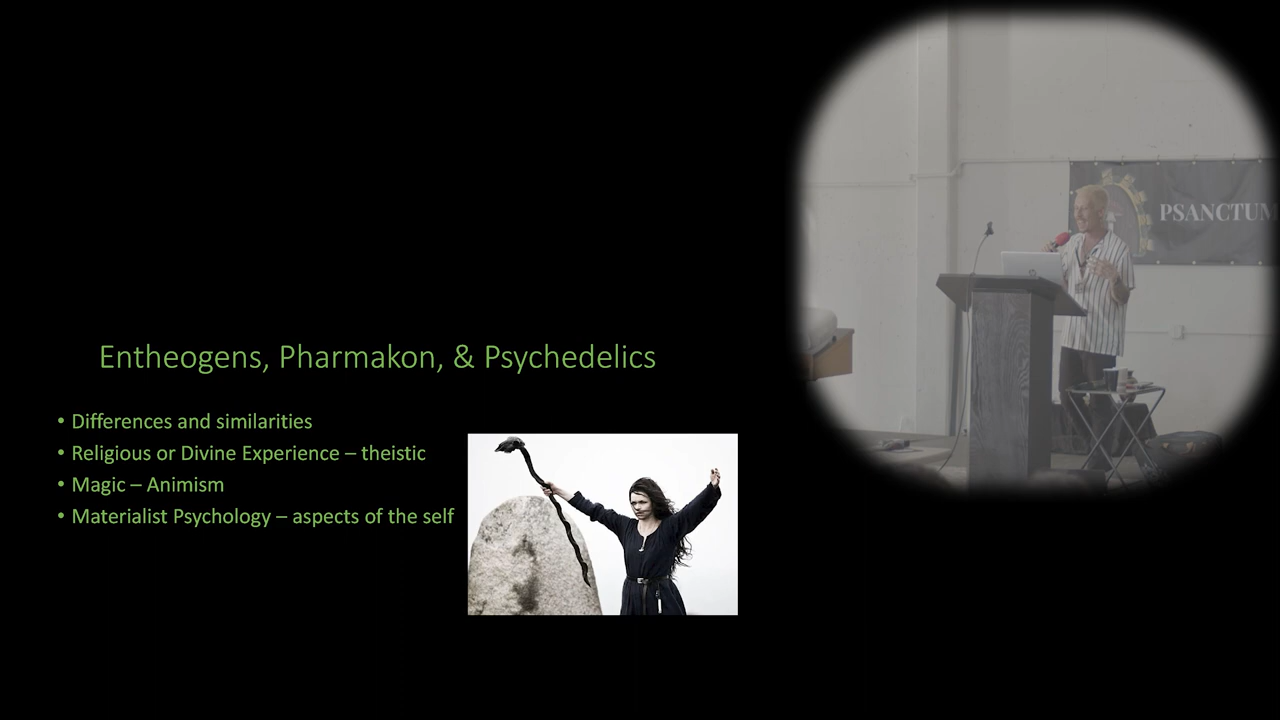 Entheogens, Pharmakon, & Psychedelics
• Differences and similarities
• Religious or Divine Experience – theistic
• Magic – Animism
• Materialist Psychology – aspects of the self
PSANCTUM